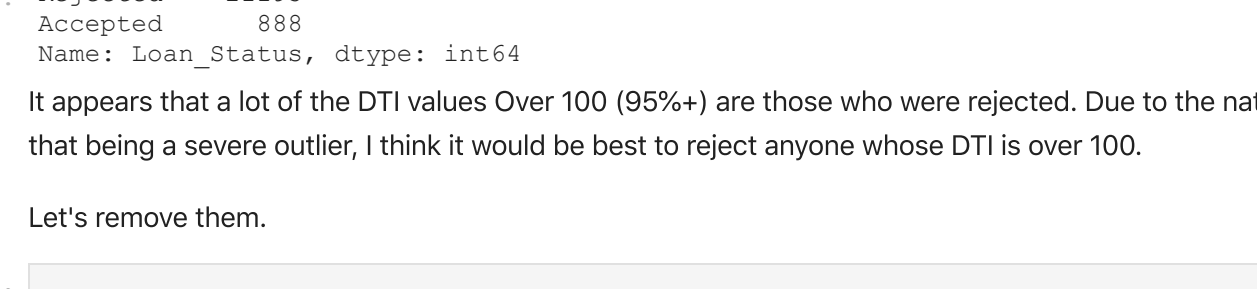 Accepted 888
Name: Loan_Status, dtype: int64
It appears that a lot of the DTI values Over 100 (95%+) are those who were rejected. Due to the nat
that being a severe outlier, I think it would be best to reject anyone whose DTI is over 100.
Let's remove them.